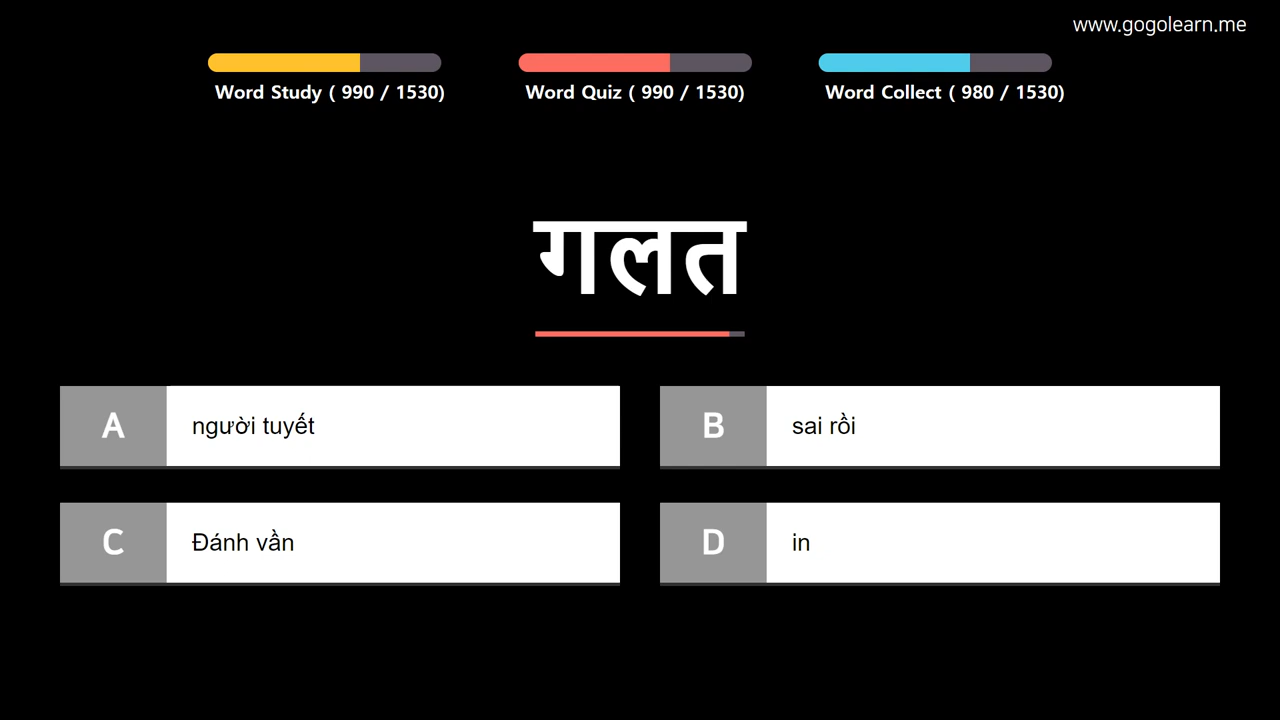 www.gogolearn.me
Word Study ( 990 / 1530)
Word Quiz ( 990 / 1530)
Word Collect ( 980 / 1530)
गलत
A
người tuyết
B
sai rồi
C
Đánh vần
D
in